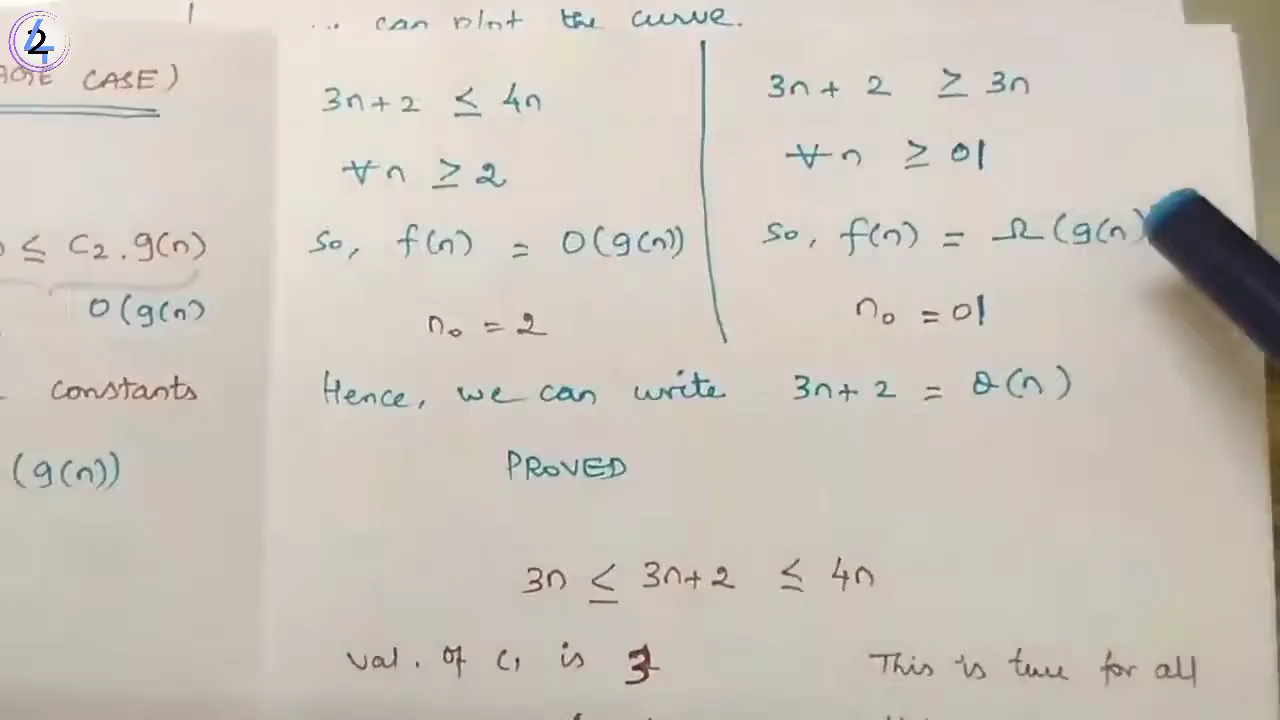 can plot the curve.
CASE)
≤ C₂.g(n)
O(g(n)
constants
(g(n))
3n+2 ≤ 4n
∀n ≥ 2
So, f(n) = O(g(n))
n₀ = 2
3n+2 ≥ 3n
∀n ≥ 01
So, f(n) = Ω(g(n)
n₀ = 01
Hence, we can write 3n+2 = θ(n)
PROVED
3n ≤ 3n+2 ≤ 4n
val. of C₁ is 3
This is true for all